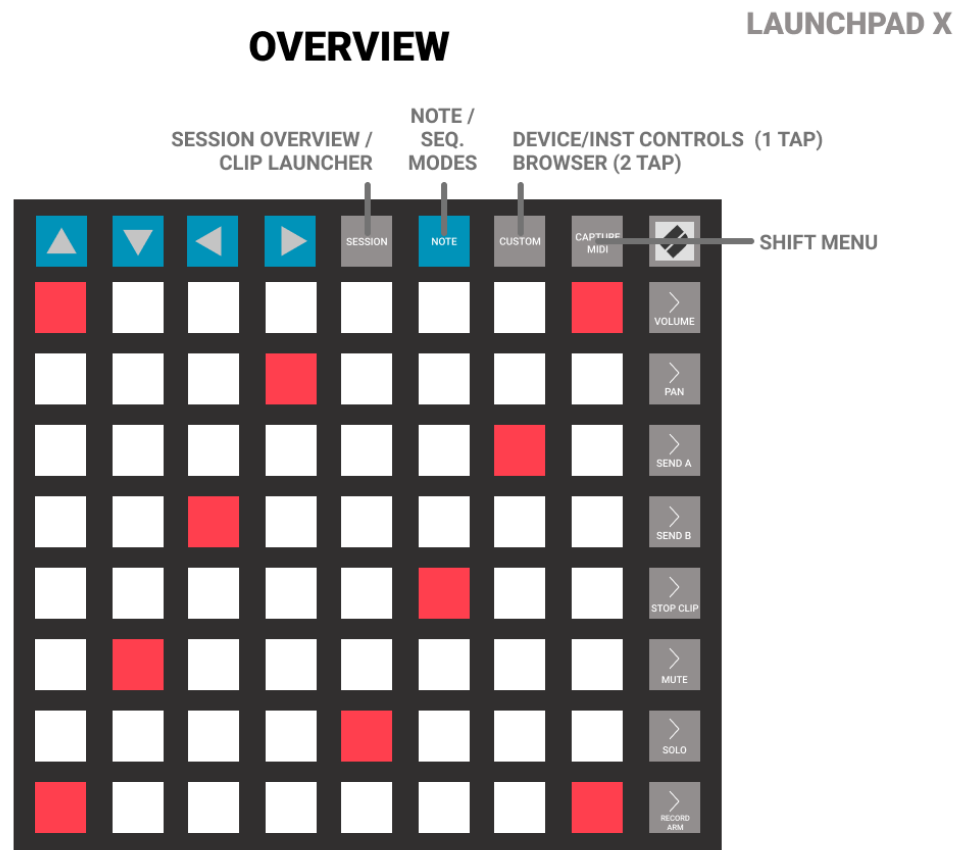 LAUNCHPAD X
OVERVIEW
SESSION OVERVIEW /
CLIP LAUNCHER
NOTE /
SEQ.
MODES
DEVICE/INST CONTROLS (1 TAP)
BROWSER (2 TAP)
SESSION
NOTE
CUSTOM
CAPTURE
MIDI
SHIFT MENU
VOLUME
PAN
SEND A
SEND B
STOP CLIP
MUTE
SOLO
RECORD
ARM